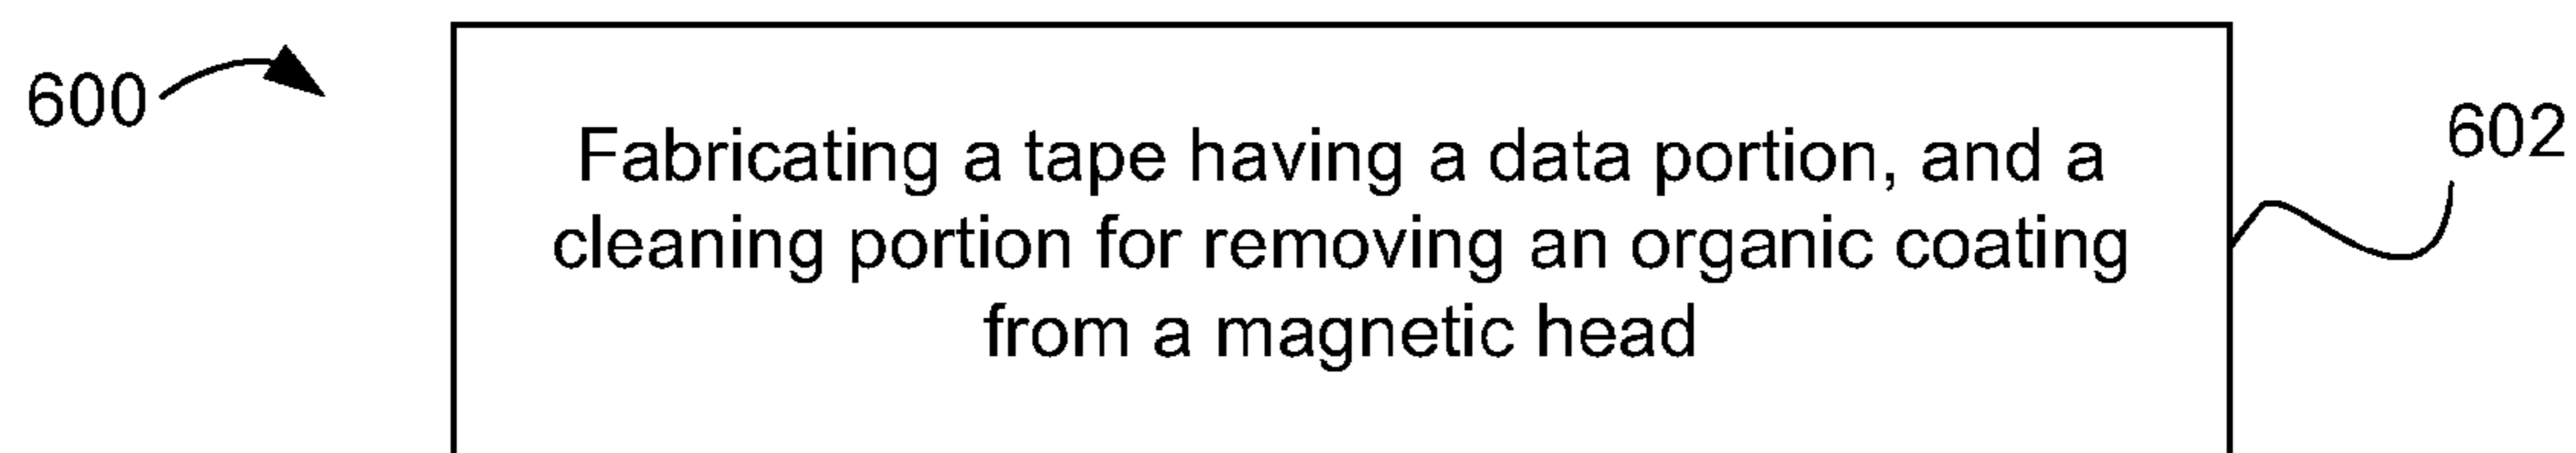 600
Fabricating a tape having a data portion, and a
cleaning portion for removing an organic coating
from a magnetic head
602